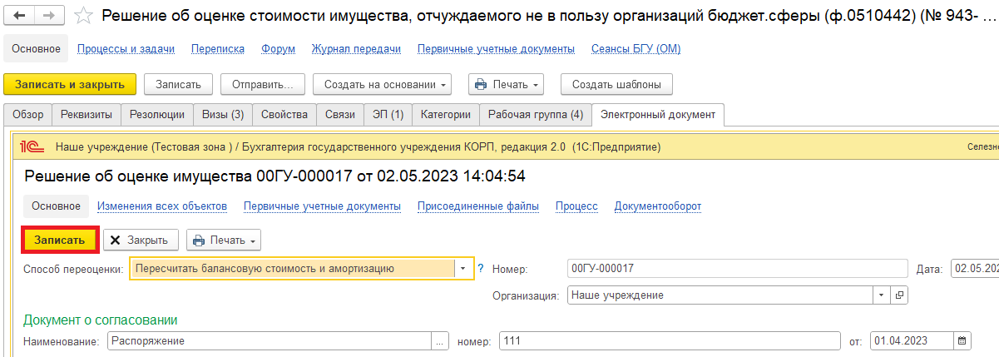 Решение об оценке стоимости имущества, отчуждаемого не в пользу организаций бюджет.сферы (ф.0510442) (№ 943- ...
Основное Процессы и задачи Переписка Форум Журнал передачи Первичные учетные документы Сеансы БГУ (ОМ)
Записать и закрыть Записать Отправить... Создать на основании Печать Создать шаблоны
Обзор Реквизиты Резолюции Визы (3) Свойства Связи ЭП (1) Категории Рабочая группа (4) Электронный документ
1С Наше учреждение (Тестовая зона ) / Бухгалтерия государственного учреждения КОРП, редакция 2.0 (1С:Предприятие) Селезне
Решение об оценке имущества 00ГУ-000017 от 02.05.2023 14:04:54
Основное Изменения всех объектов Первичные учетные документы Присоединенные файлы Процесс Документооборот
Записать Закрыть Печать
Способ переоценки: Пересчитать балансовую стоимость и амортизацию ? Номер: 00ГУ-000017 Дата: 02.05.202
Организация: Наше учреждение
Документ о согласовании
Наименование: Распоряжение ... номер: 111 от: 01.04.2023